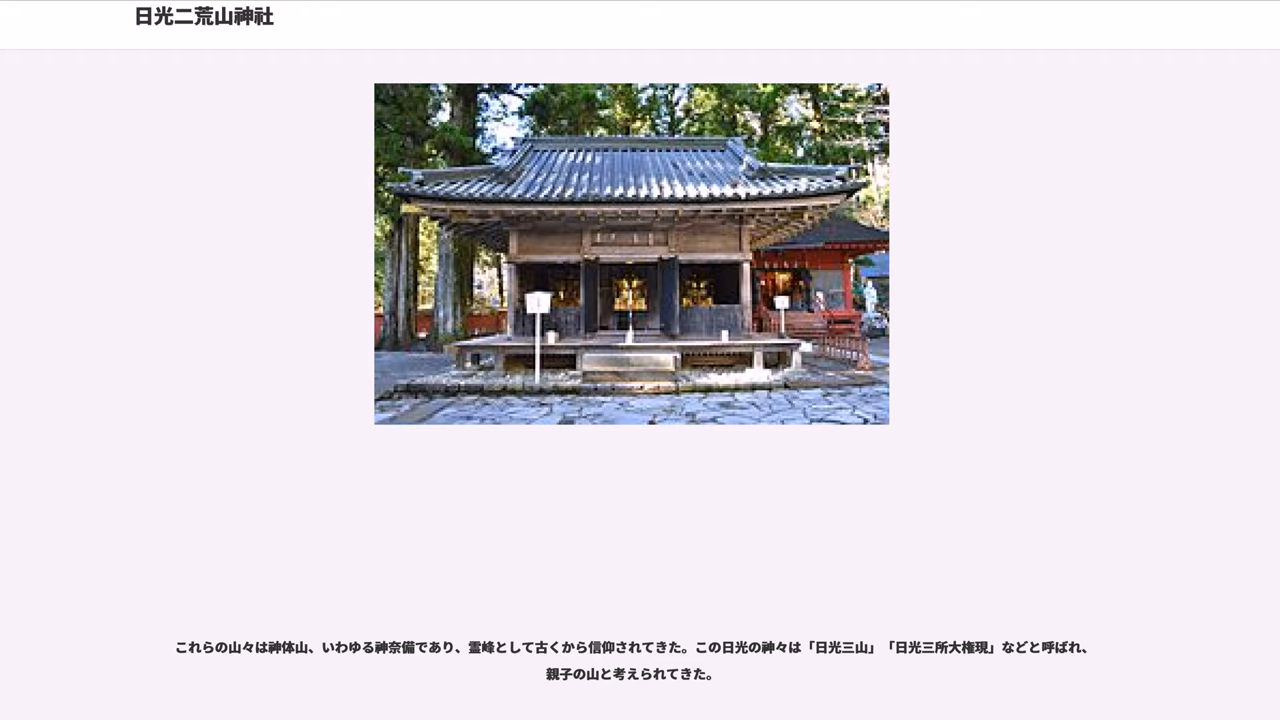 日光二荒山神社
これらの山々は神体山、いわゆる神奈備であり、霊峰として古くから信仰されてきた。この日光の神々は「日光三山」「日光三所大権現」などと呼ばれ、
親子の山と考えられてきた。